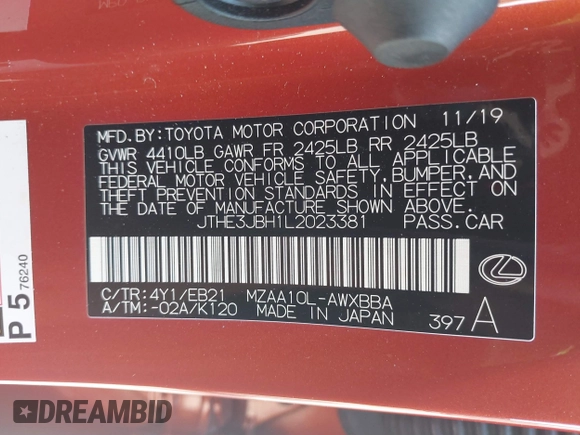 MFD.BY:TOYOTA MOTOR CORPORATION 11/19
GVWR 4410LB GAWR FR 2425LB RR 2425LB
THIS VEHICLE CONFORMS TO ALL APPLICABLE
FEDERAL MOTOR VEHICLE SAFETY,BUMPER,AND
THEFT PREVENTION STANDARDS IN EFFECT ON
THE DATE OF MANUFACTURE SHOWN ABOVE.
JTHE3JBH1L2023381 PASS.CAR
C/TR:4Y1/EB21 MZAA10L-AWXBBA
A/TM:-02A/K120 MADE IN JAPAN 397A
P 5 76240
DREAMBID